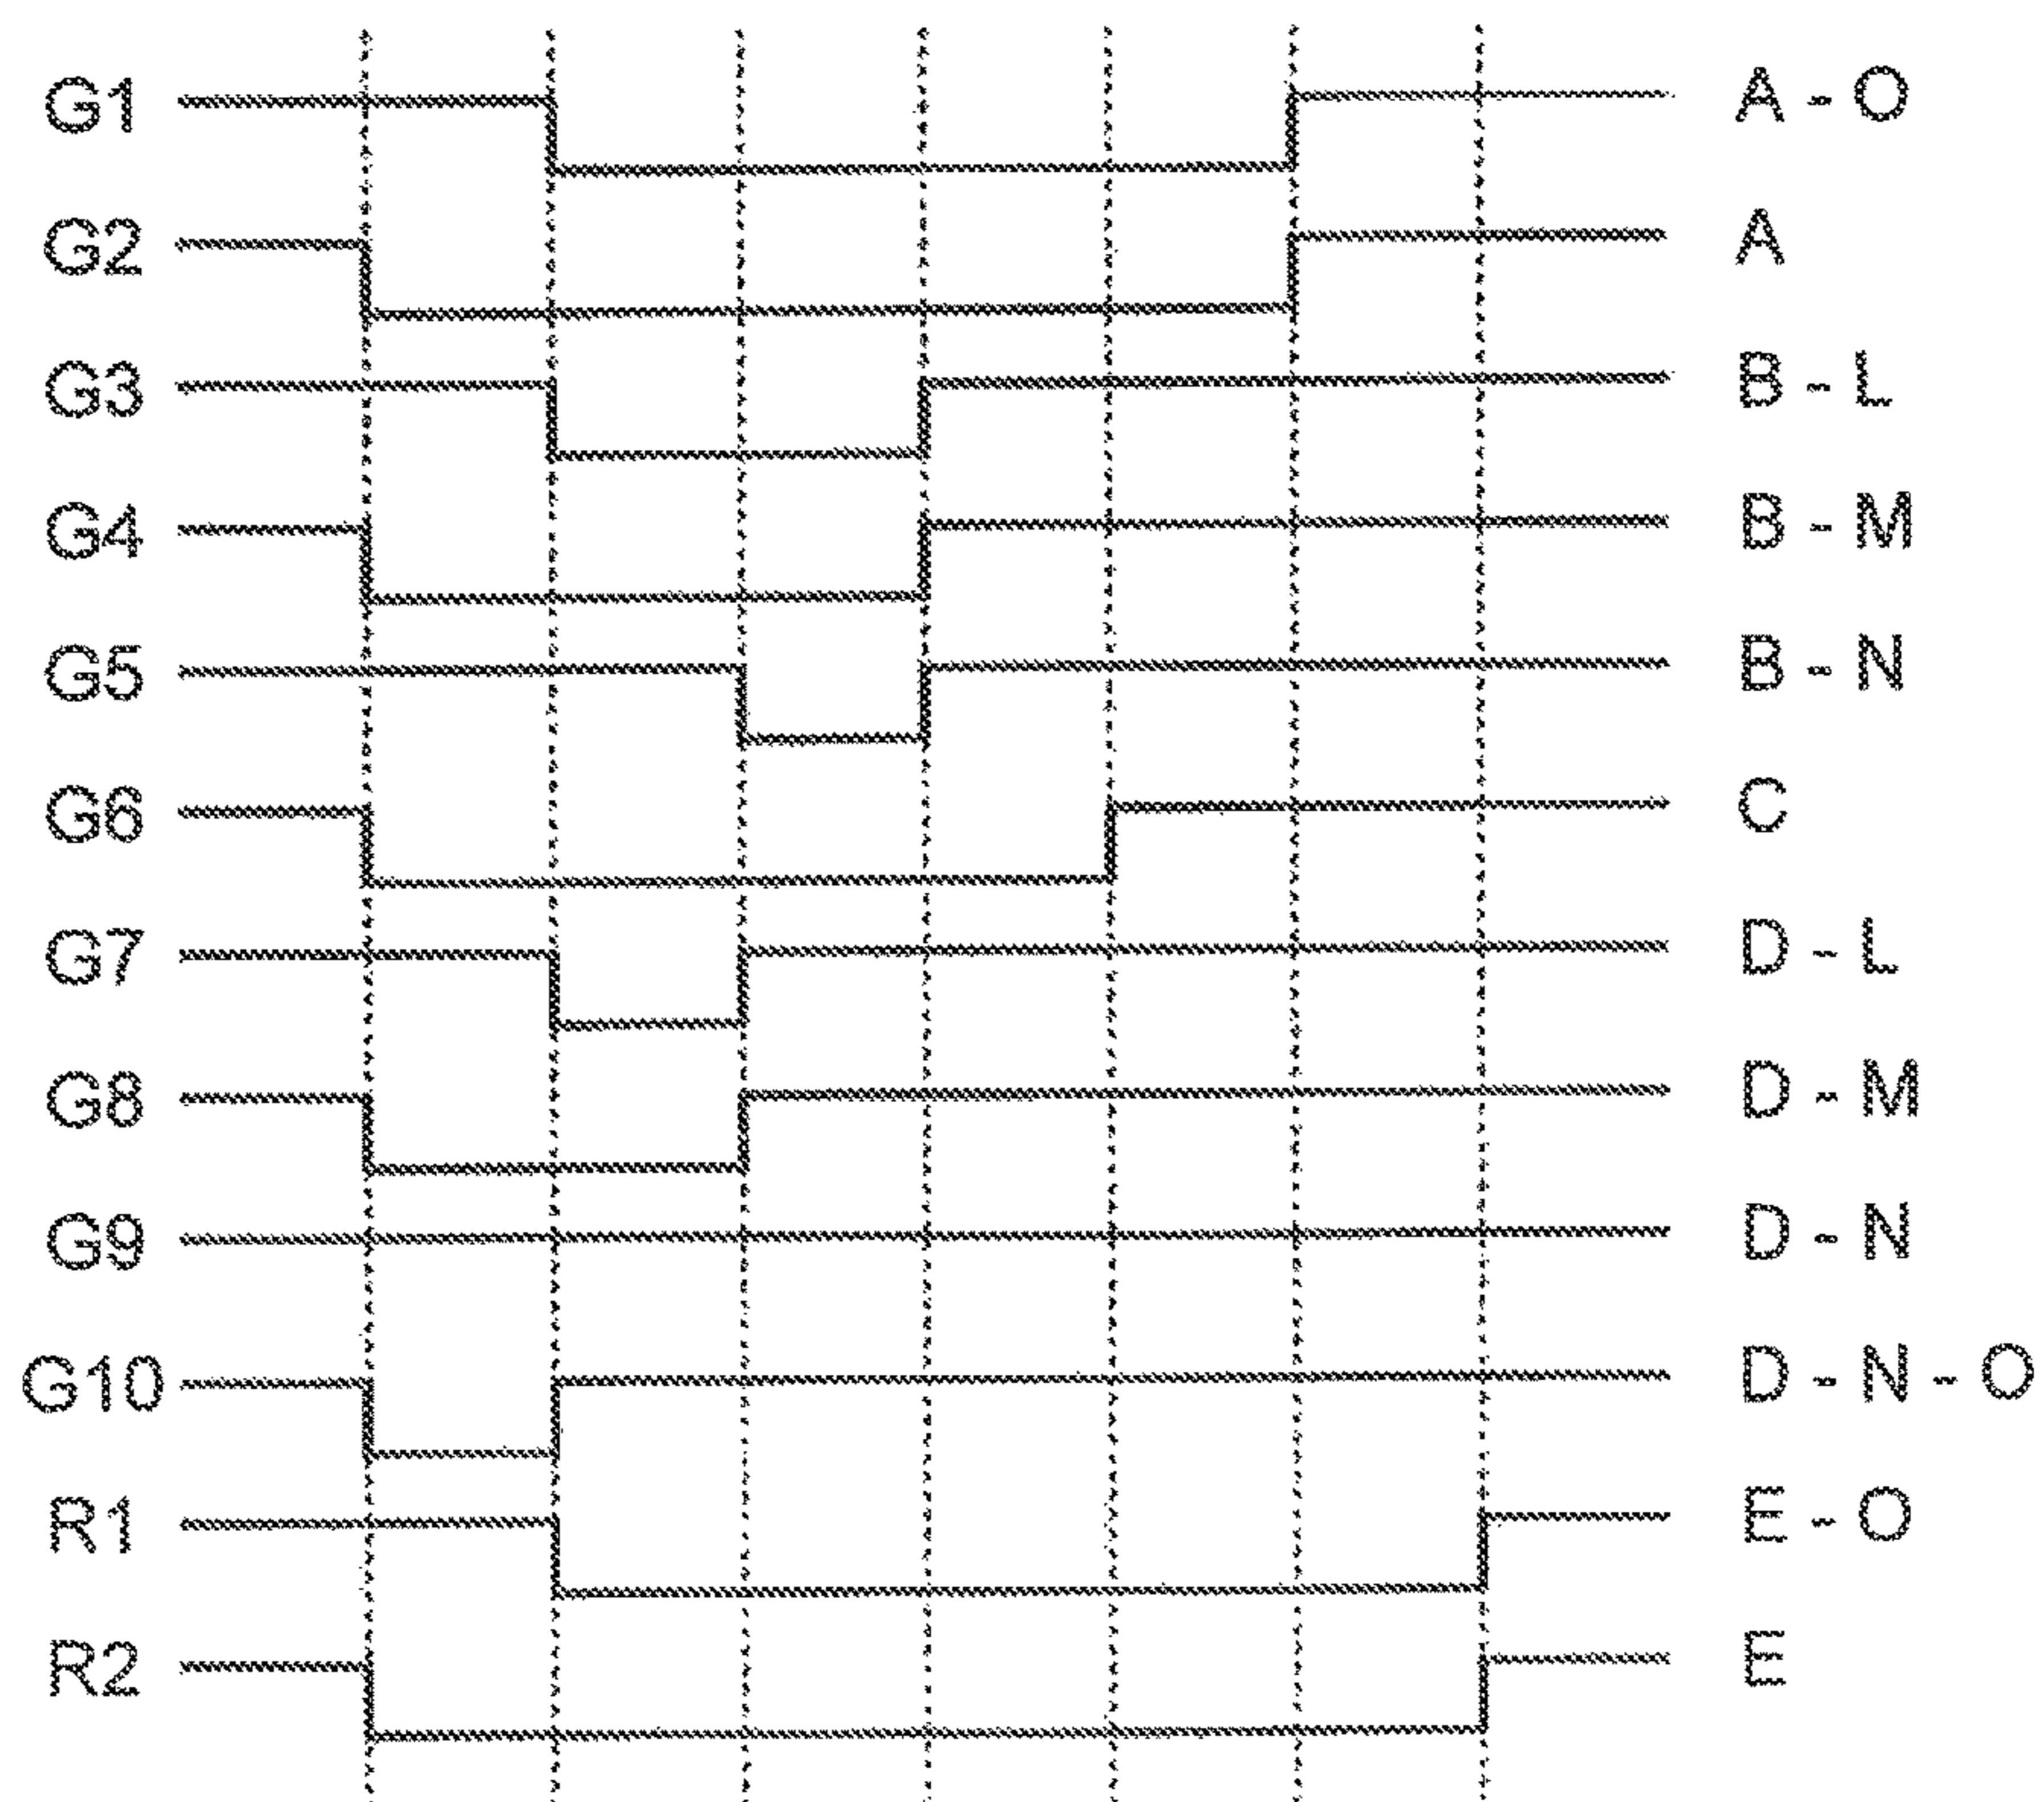 G1 A - O
G2 A
G3 B - L
G4 B - M
G5 B - N
G6 C
G7 D - L
G8 D - M
G9 D - N
G10 D - N - O
R1 E - O
R2 E